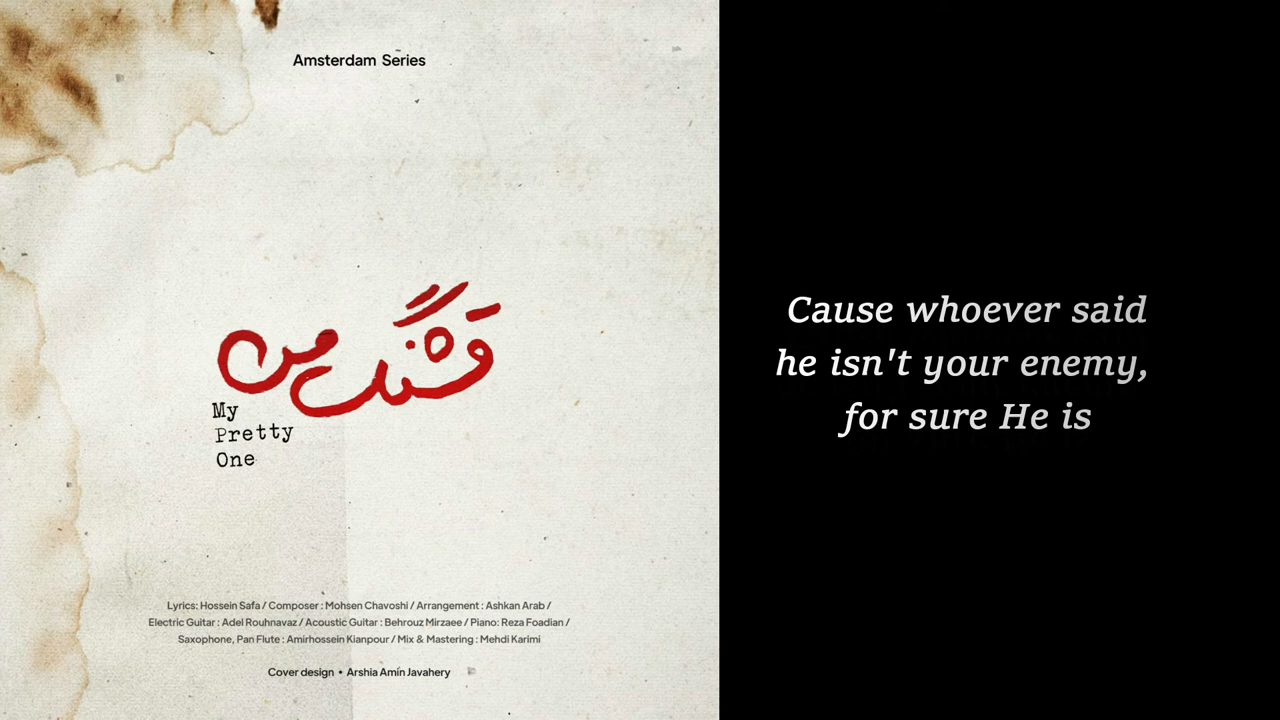 Amsterdam Series
قشنگ من
My
Pretty
One
Lyrics: Hossein Safa / Composer : Mohsen Chavoshi / Arrangement : Ashkan Arab /
Electric Guitar : Adel Rouhnavaz / Acoustic Guitar : Behrouz Mirzaee / Piano: Reza Foadian /
Saxophone, Pan Flute : Amirhossein Kianpour / Mix & Mastering : Mehdi Karimi
Cover design • Arshia Amin Javahery
Cause whoever said
he isn't your enemy,
for sure He is